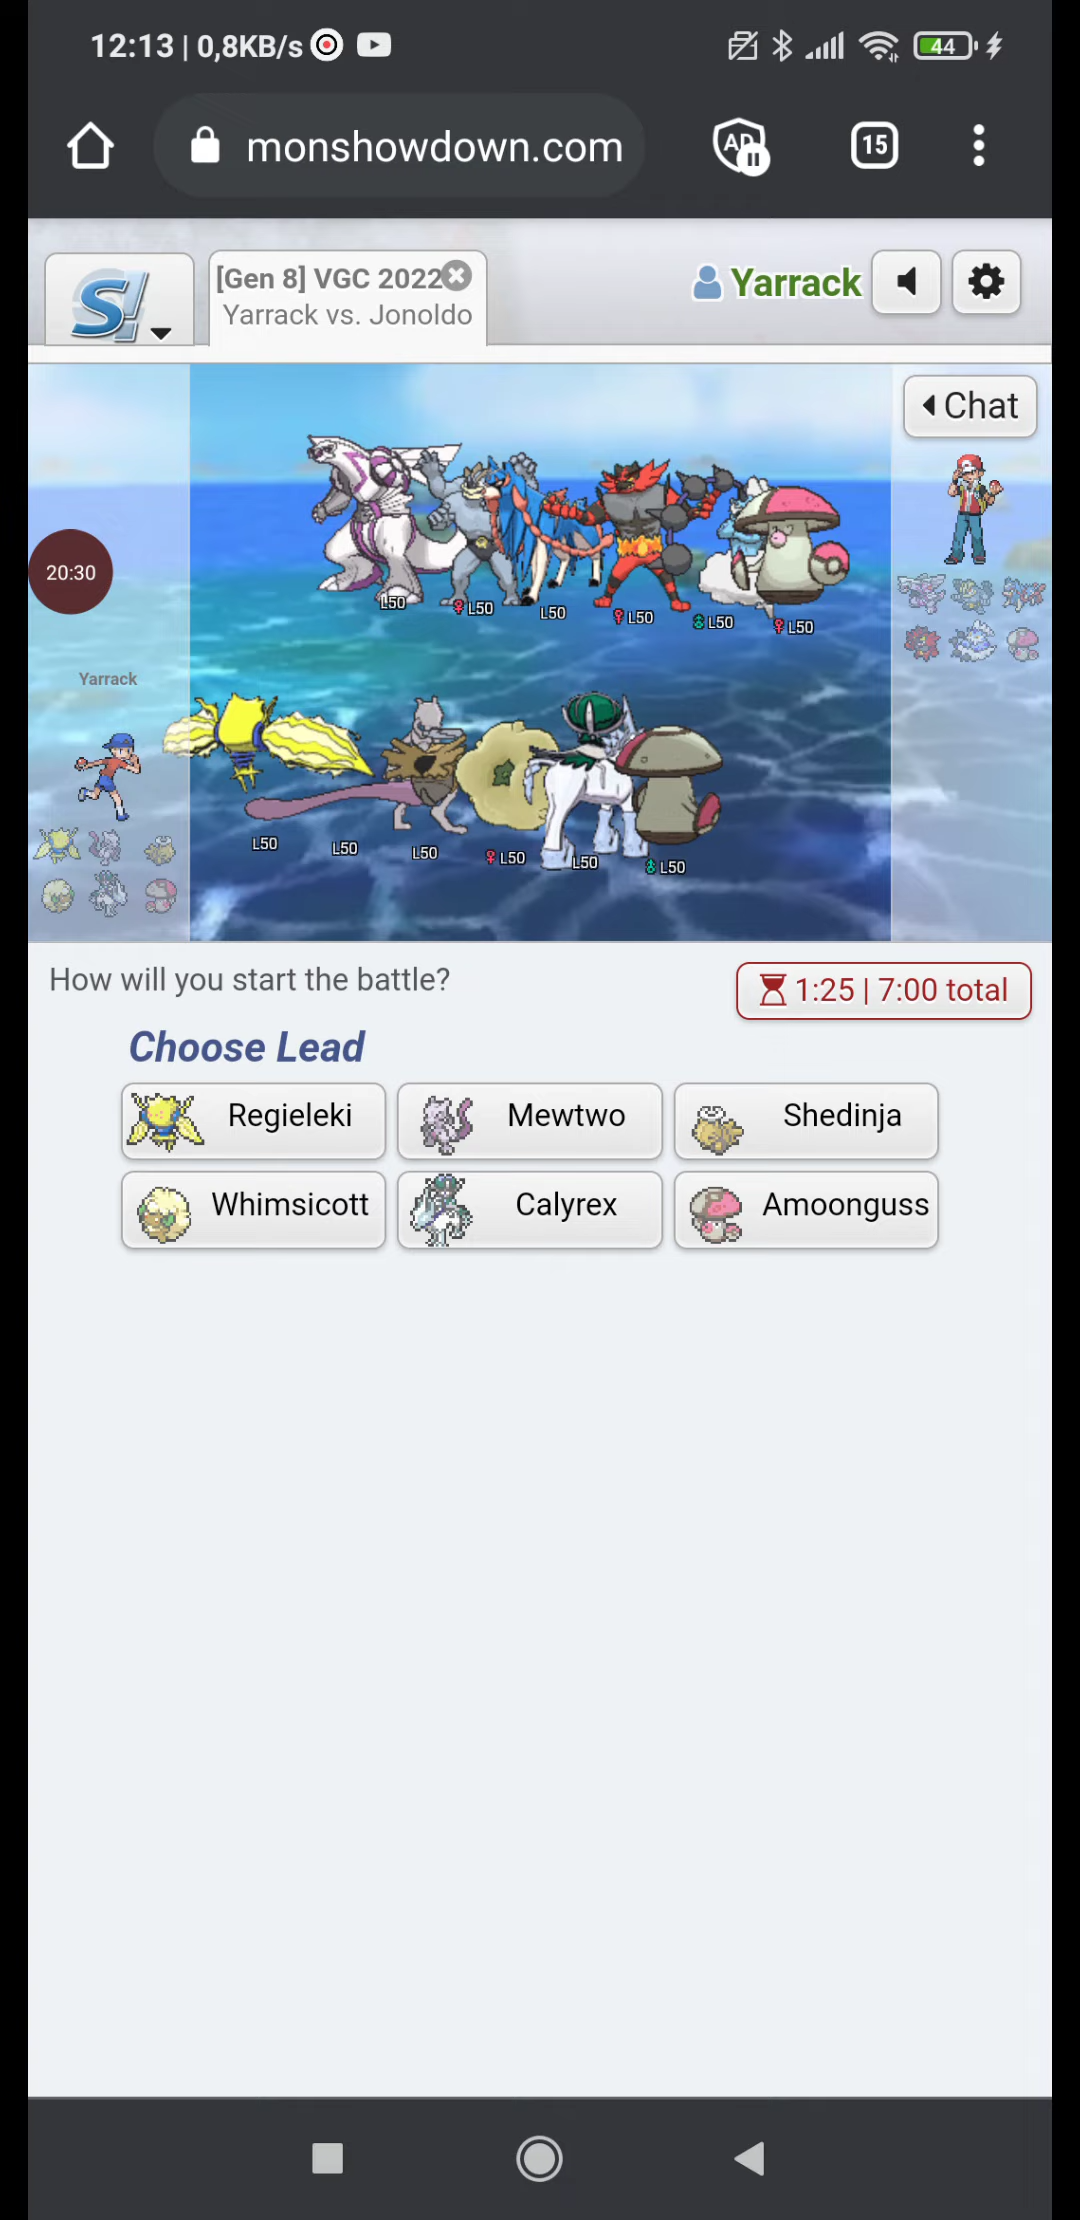 12:13 | 0,8KB/s
44
monshowdown.com
AD
15
S!
[Gen 8] VGC 2022
Yarrack vs. Jonoldo
Yarrack
Chat
20:30
L50
L50
L50
L50
L50
L50
Yarrack
L50
L50
L50
L50
L50
L50
How will you start the battle?
1:25 | 7:00 total
Choose Lead
Regieleki
Mewtwo
Shedinja
Whimsicott
Calyrex
Amoonguss